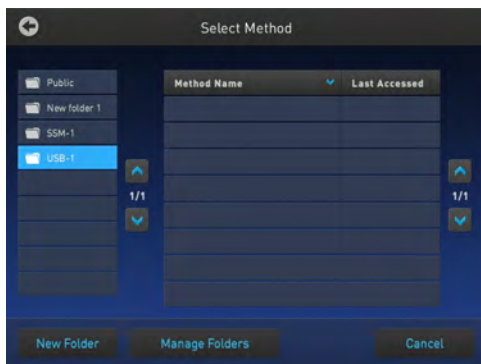 Select Method
Public
New folder 1
SSM-1
USB-1
1/1
Method Name
Last Accessed
1/1
New Folder
Manage Folders
Cancel